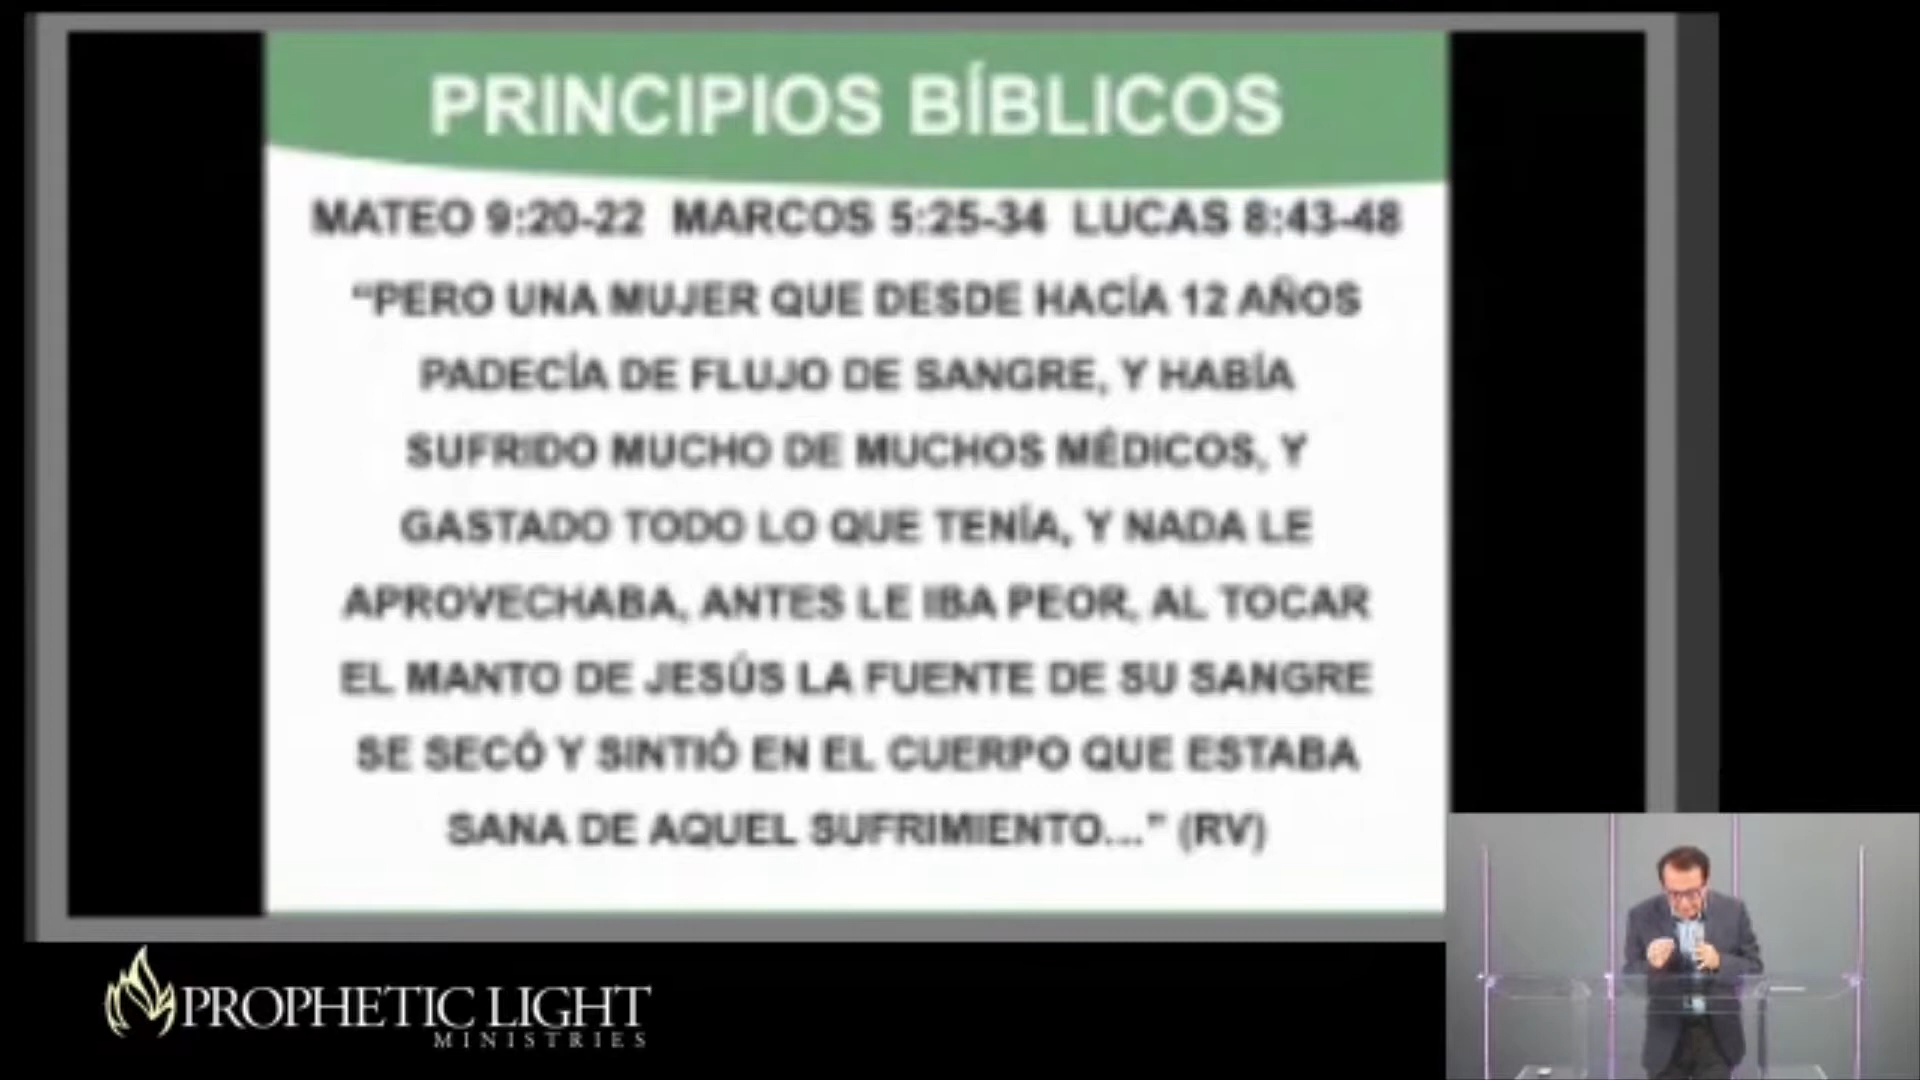 PRINCIPIOS BÍBLICOS
MATEO 9:20-22 MARCOS 5:25-34 LUCAS 8:43-48
“PERO UNA MUJER QUE DESDE HACÍA 12 AÑOS
PADECÍA DE FLUJO DE SANGRE, Y HABÍA
SUFRIDO MUCHO DE MUCHOS MÉDICOS, Y
GASTADO TODO LO QUE TENÍA, Y NADA LE
APROVECHABA, ANTES LE IBA PEOR, AL TOCAR
EL MANTO DE JESÚS LA FUENTE DE SU SANGRE
SE SECÓ Y SINTIÓ EN EL CUERPO QUE ESTABA
SANA DE AQUEL SUFRIMIENTO...” (RV)
PROPHETIC LIGHT
MINISTRIES